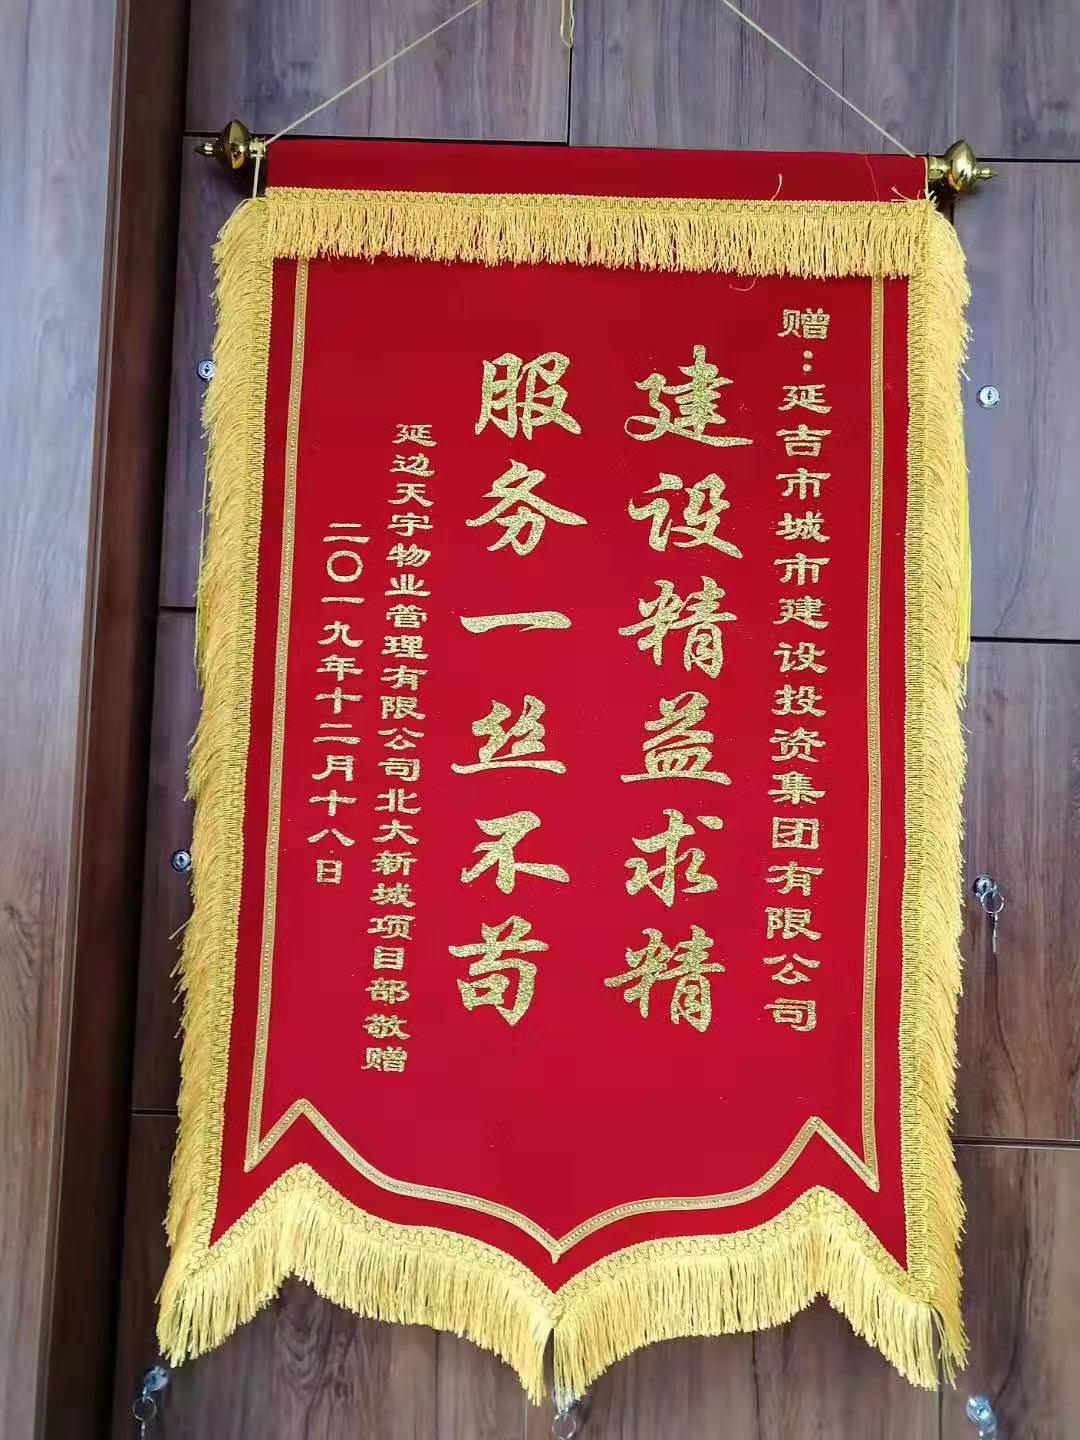 赠：延吉市城市建设投资集团有限公司
建设精益求精
服务一丝不苟
延边天宇物业管理有限公司北大新城项目部敬赠
二〇一九年十二月十八日